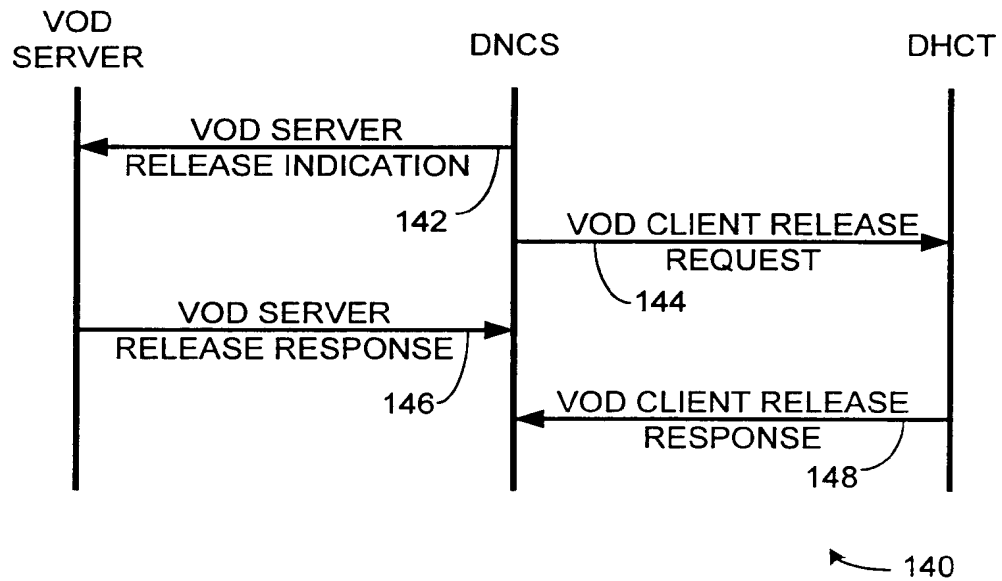 VOD
SERVER
DNCS
DHCT
VOD SERVER
RELEASE INDICATION
142
VOD CLIENT RELEASE
REQUEST
144
VOD SERVER
RELEASE RESPONSE
146
VOD CLIENT RELEASE
RESPONSE
148
140